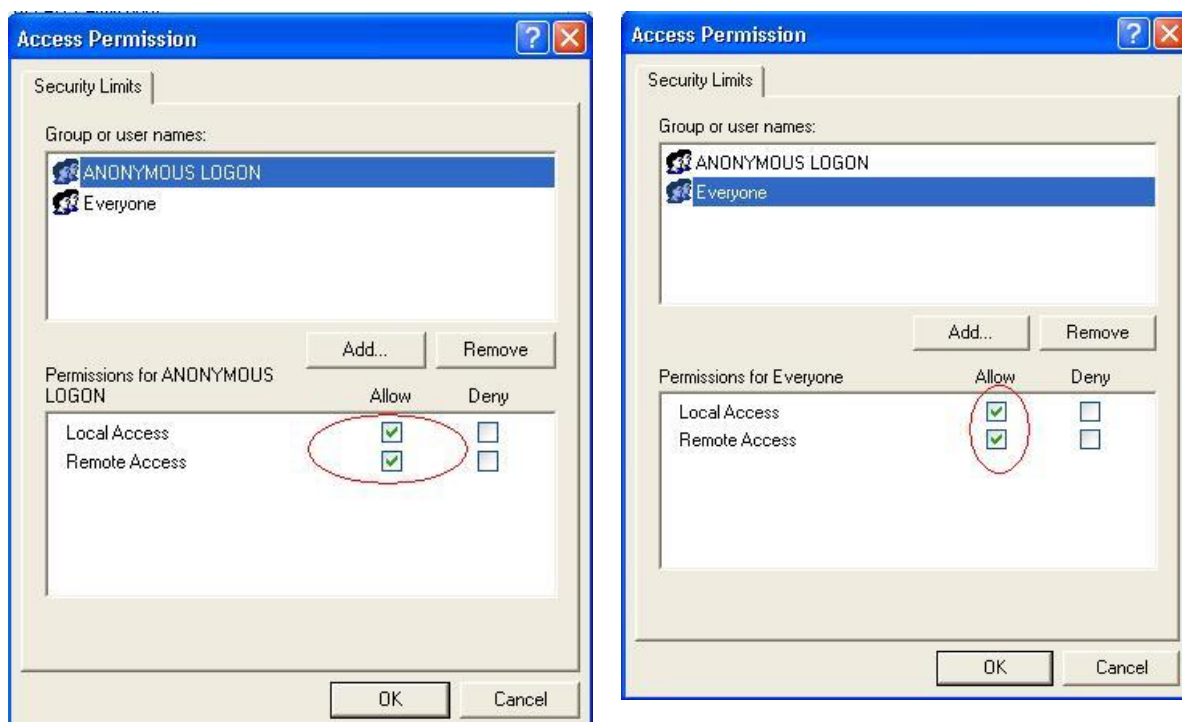 Access Permission
Security Limits
Group or user names:
ANONYMOUS LOGON
Everyone
Add... Remove
Permissions for ANONYMOUS
LOGON Allow Deny
Local Access
Remote Access
OK Cancel
Access Permission
Security Limits
Group or user names:
ANONYMOUS LOGON
Everyone
Add... Remove
Permissions for Everyone Allow Deny
Local Access
Remote Access
OK Cancel